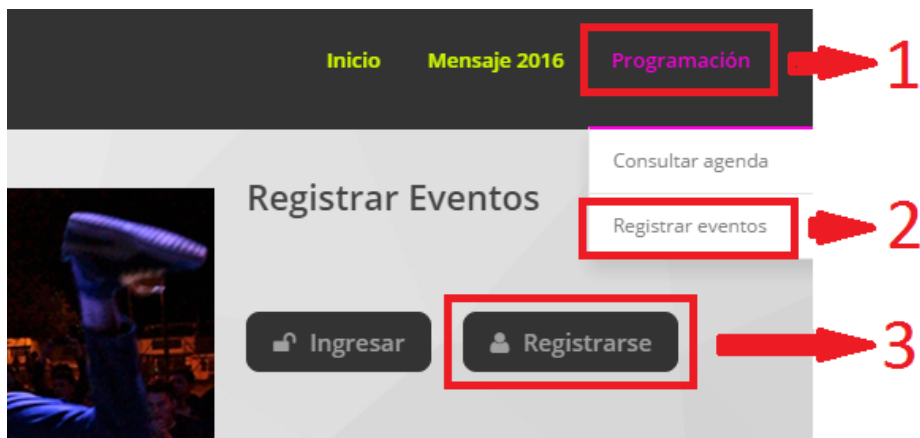 Inicio Mensaje 2016 Programación 1
Consultar agenda
Registrar Eventos
Registrar eventos 2
Ingresar Registrarse 3